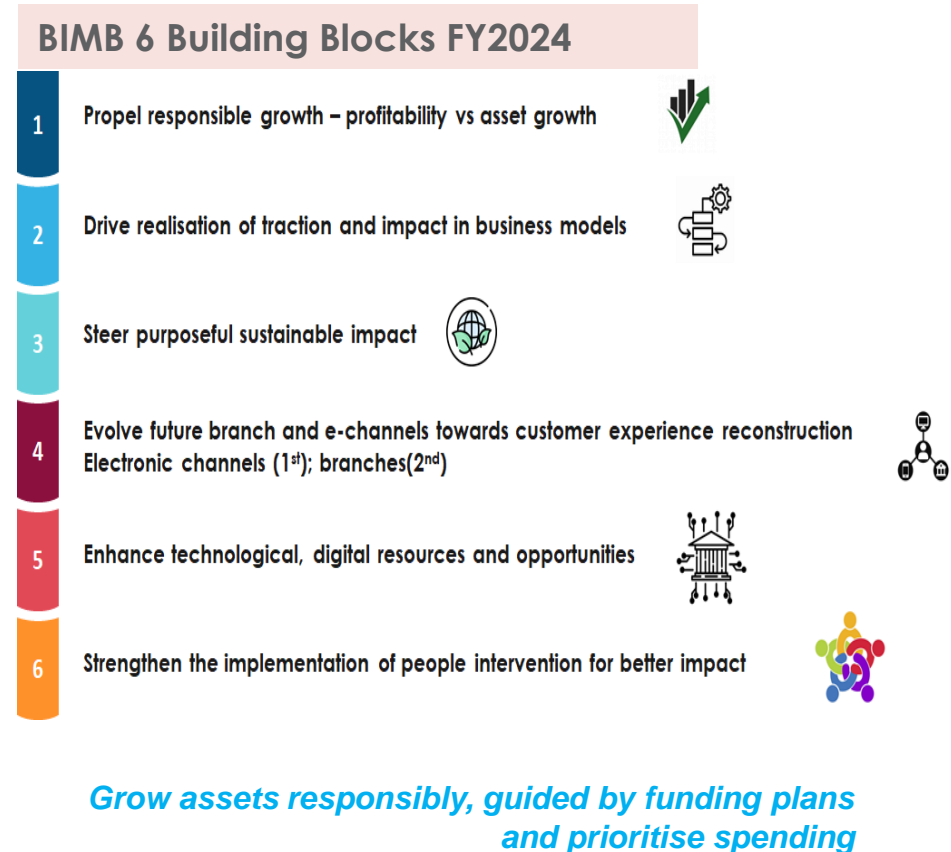 BIMB 6 Building Blocks FY2024
1
Propel responsible growth – profitability vs asset growth
2
Drive realisation of traction and impact in business models
3
Steer purposeful sustainable impact
4
Evolve future branch and e-channels towards customer experience reconstruction
Electronic channels (1st); branches(2nd)
5
Enhance technological, digital resources and opportunities
6
Strengthen the implementation of people intervention for better impact
Grow assets responsibly, guided by funding plans
and prioritise spending